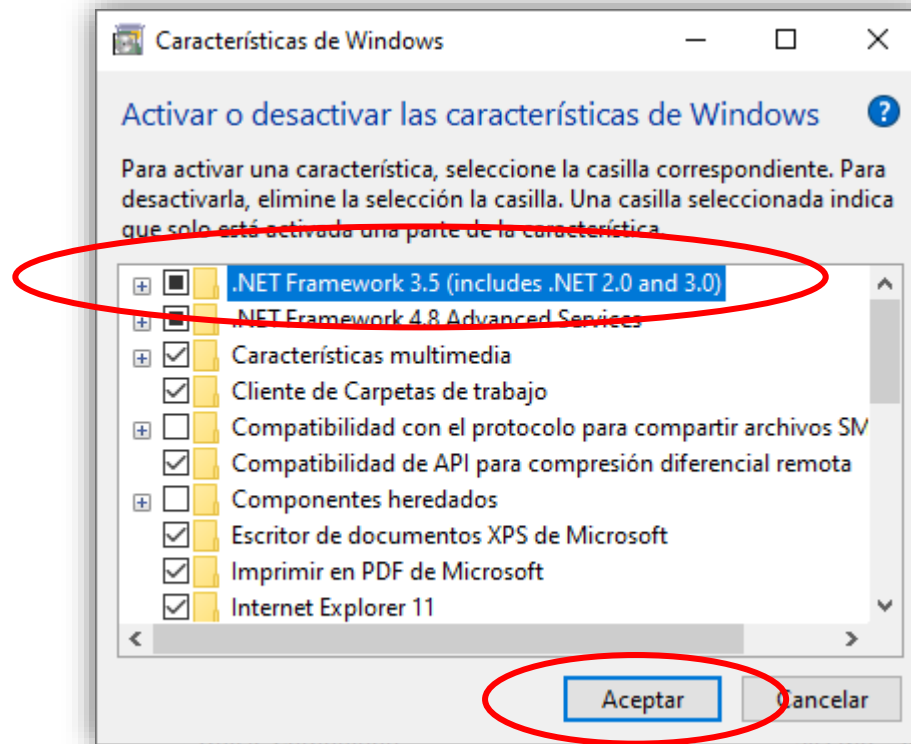 Características de Windows
Activar o desactivar las características de Windows
Para activar una característica, seleccione la casilla correspondiente. Para
desactivarla, elimine la selección la casilla. Una casilla seleccionada indica
que solo está activada una parte de la característica.
.NET Framework 3.5 (includes .NET 2.0 and 3.0)
.NET Framework 4.8 Advanced Services
Características multimedia
Cliente de Carpetas de trabajo
Compatibilidad con el protocolo para compartir archivos SM
Compatibilidad de API para compresión diferencial remota
Componentes heredados
Escritor de documentos XPS de Microsoft
Imprimir en PDF de Microsoft
Internet Explorer 11
Aceptar Cancelar